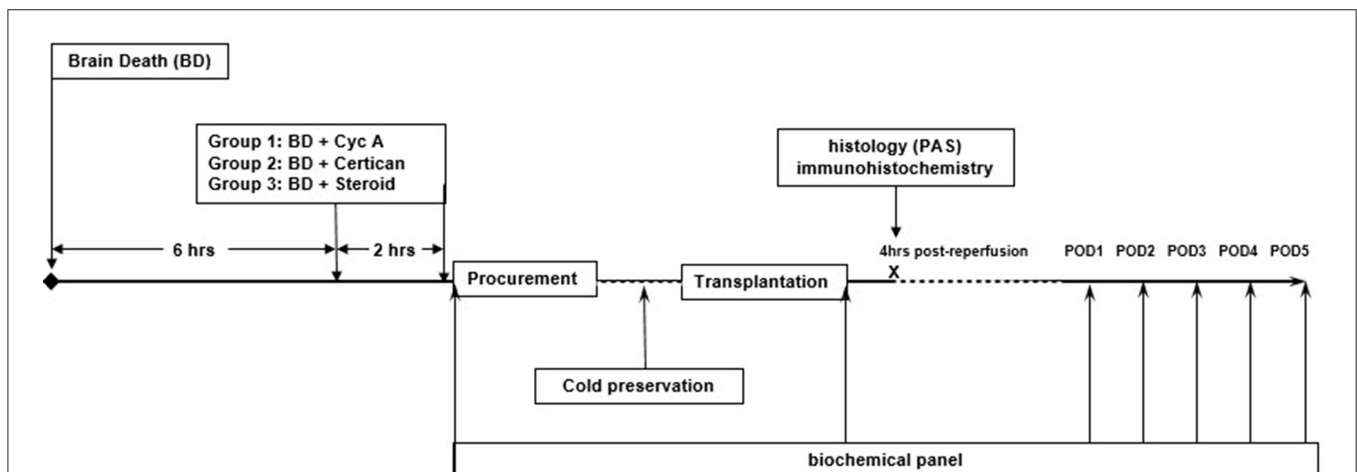 Brain Death (BD)
Group 1: BD + Cyc A
Group 2: BD + Certican
Group 3: BD + Steroid
histology (PAS)
immunohistochemistry
6 hrs
2 hrs
4hrs post-reperfusion
POD1 POD2 POD3 POD4 POD5
X
Procurement
Transplantation
Cold preservation
biochemical panel